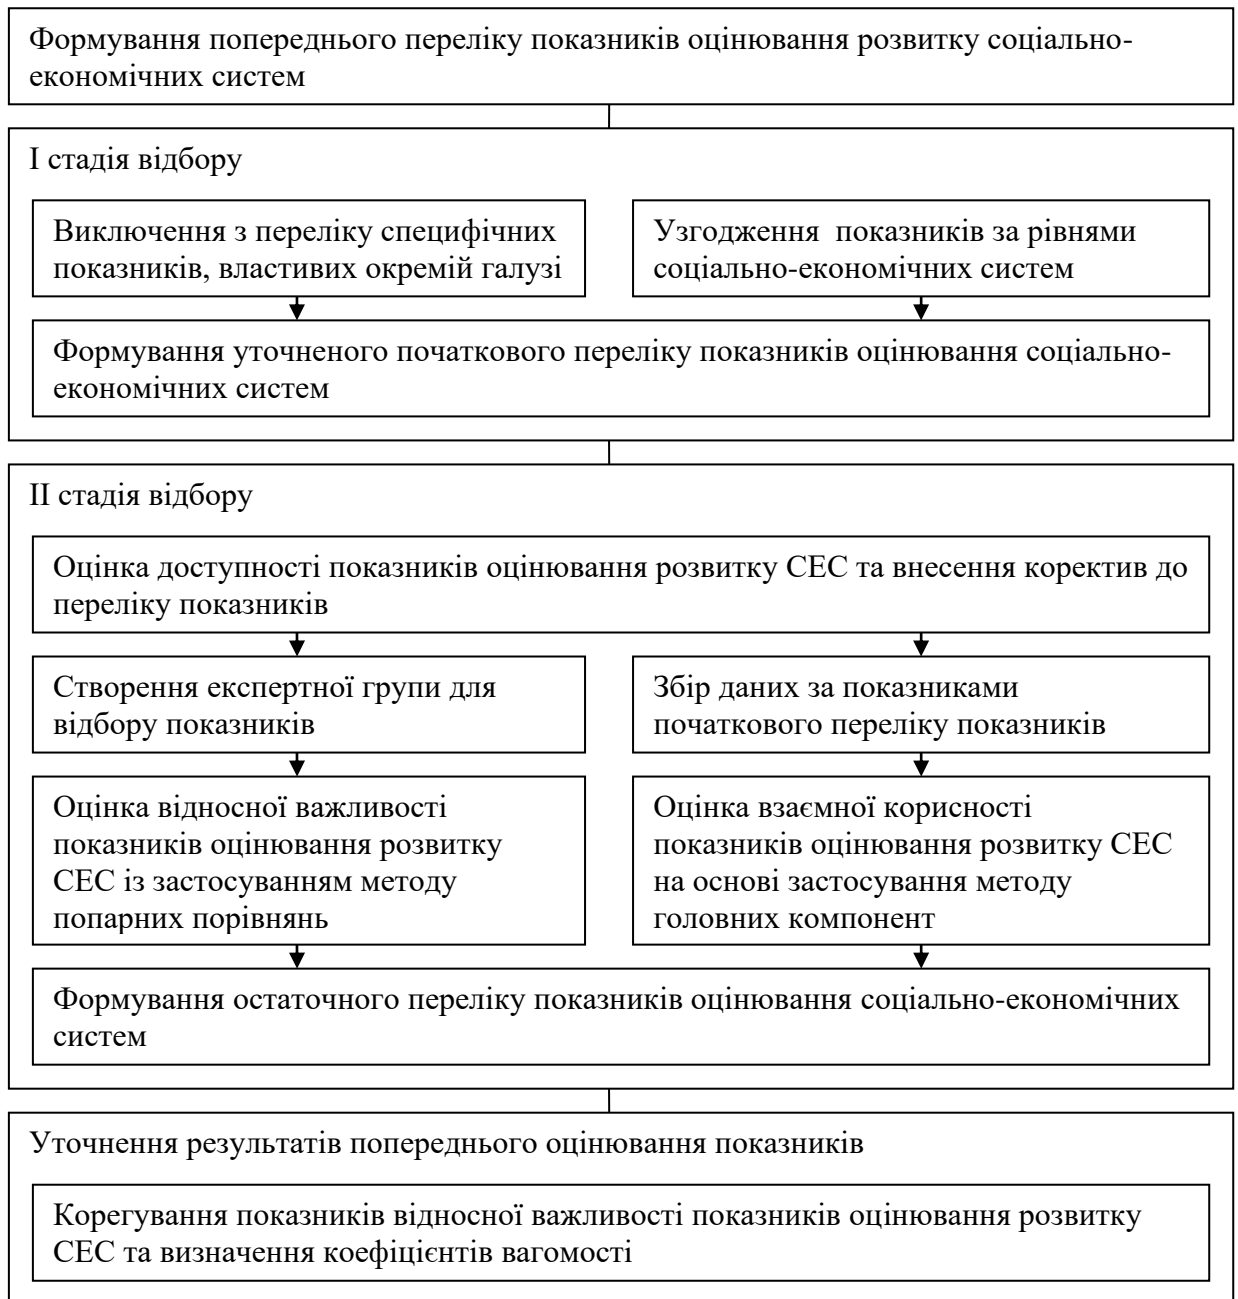 Формування попереднього переліку показників оцінювання розвитку соціально-
економічних систем
І стадія відбору
Виключення з переліку специфічних
показників, властивих окремій галузі
Узгодження  показників за рівнями
соціально-економічних систем
Формування уточненого початкового переліку показників оцінювання соціально-
економічних систем
ІІ стадія відбору
Оцінка доступності показників оцінювання розвитку СЕС та внесення коректив до
переліку показників
Створення експертної групи для
відбору показників
Збір даних за показниками
початкового переліку показників
Оцінка відносної важливості
показників оцінювання розвитку
СЕС із застосуванням методу
попарних порівнянь
Оцінка взаємної корисності
показників оцінювання розвитку СЕС
на основі застосування методу
головних компонент
Формування остаточного переліку показників оцінювання соціально-економічних
систем
Уточнення результатів попереднього оцінювання показників
Корегування показників відносної важливості показників оцінювання розвитку
СЕС та визначення коефіцієнтів вагомості